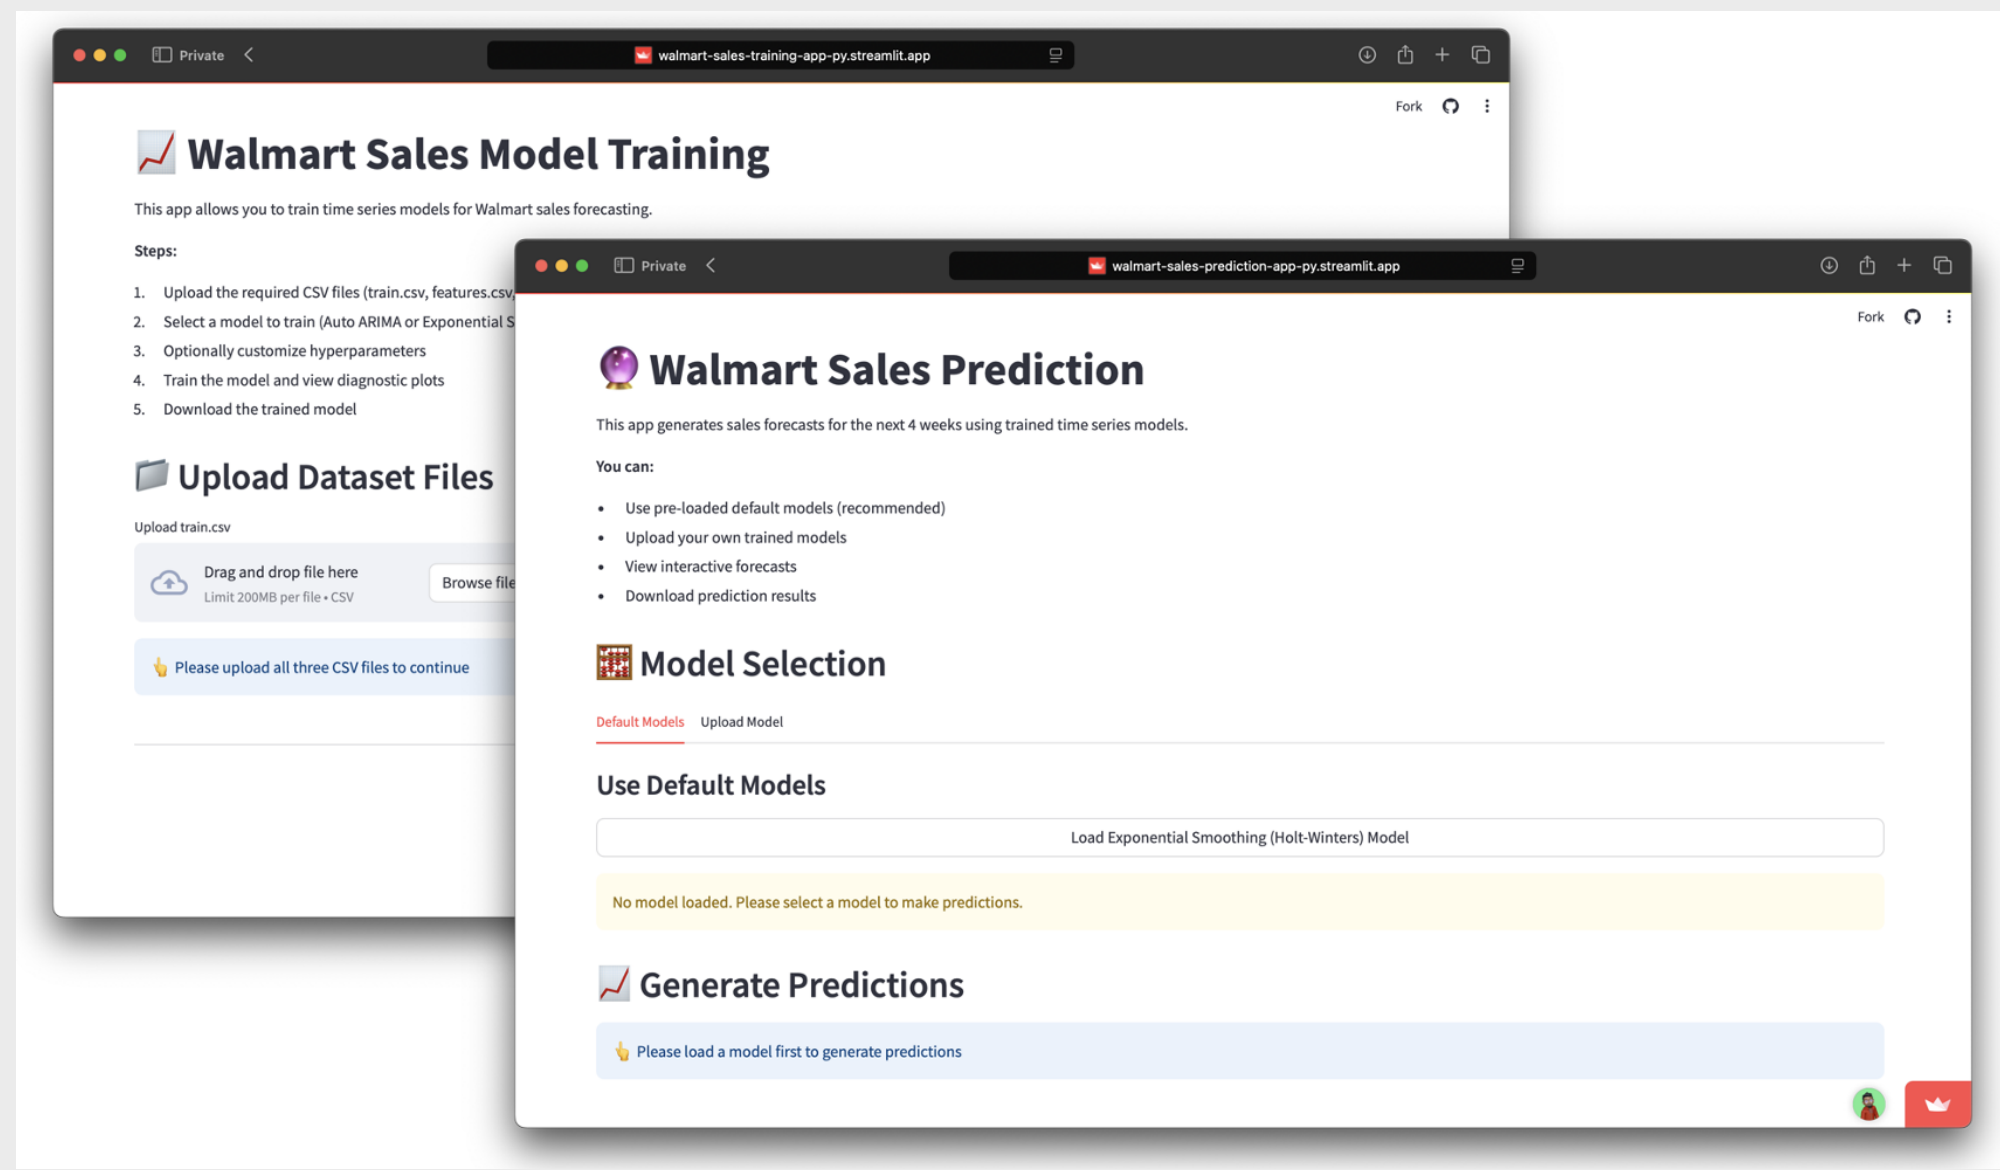 Private
walmart-sales-training-app-py.streamlit.app
Fork
Walmart Sales Model Training
This app allows you to train time series models for Walmart sales forecasting.
Steps:
1. Upload the required CSV files (train.csv, features.csv,
2. Select a model to train (Auto ARIMA or Exponential S
3. Optionally customize hyperparameters
4. Train the model and view diagnostic plots
5. Download the trained model
Upload Dataset Files
Upload train.csv
Drag and drop file here
Limit 200MB per file • CSV
Browse file
Please upload all three CSV files to continue
Private
walmart-sales-prediction-app-py.streamlit.app
Fork
Walmart Sales Prediction
This app generates sales forecasts for the next 4 weeks using trained time series models.
You can:
• Use pre-loaded default models (recommended)
• Upload your own trained models
• View interactive forecasts
• Download prediction results
Model Selection
Default Models Upload Model
Use Default Models
Load Exponential Smoothing (Holt-Winters) Model
No model loaded. Please select a model to make predictions.
Generate Predictions
Please load a model first to generate predictions